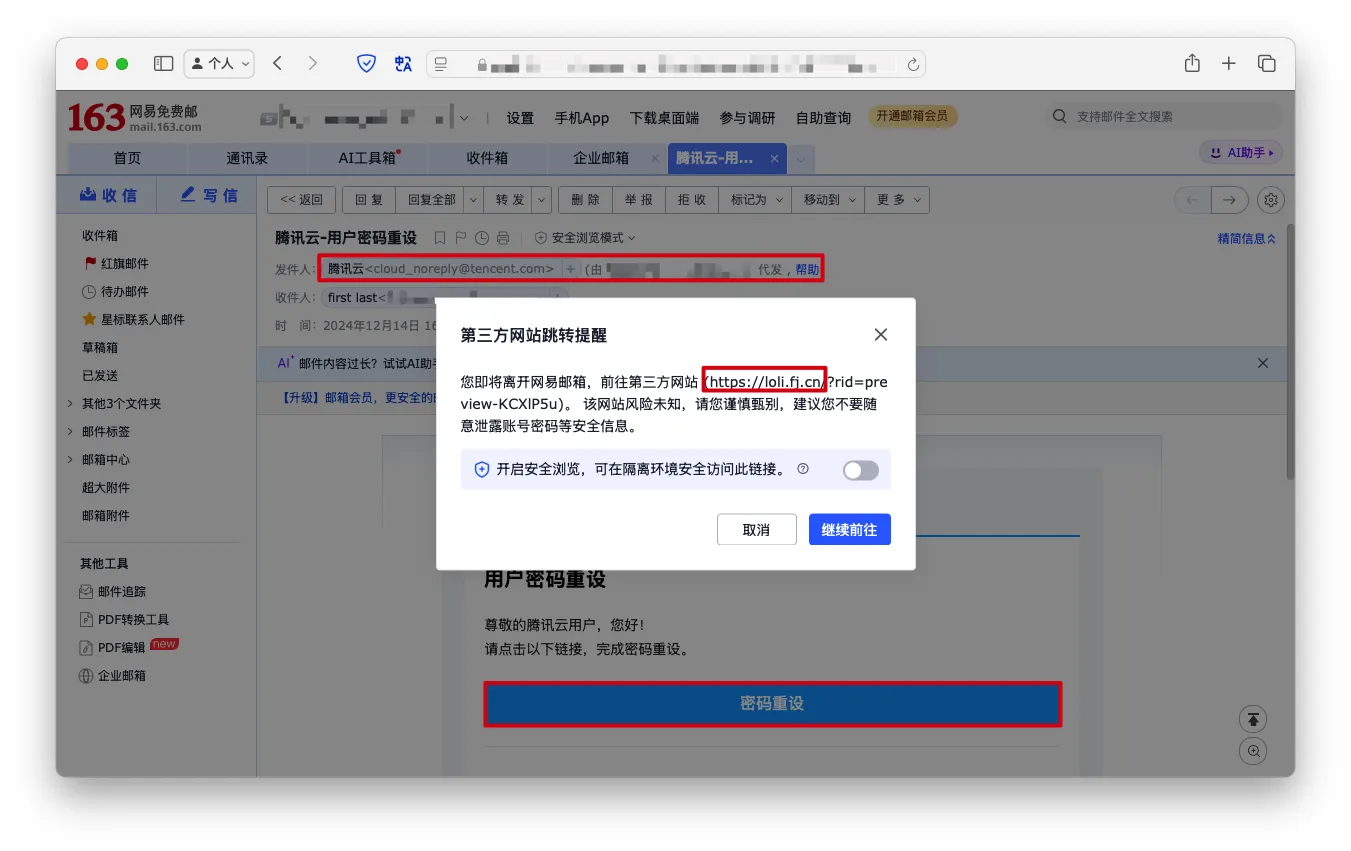 个人
163 网易免费邮
mail.163.com
设置 手机App 下载桌面端 参与调研 自助查询 开通邮箱会员
支持邮件全文搜索
首页 通讯录 AI工具箱 收件箱 企业邮箱 腾讯云-用... AI助手
收信 写信
<< 返回 回复 回复全部 转发 删除 举报 拒收 标记为 移动到 更多
收件箱
红旗邮件
待办邮件
星标联系人邮件
草稿箱
已发送
其他3个文件夹
邮件标签
邮箱中心
超大附件
邮箱附件
其他工具
邮件追踪
PDF转换工具
PDF编辑 new
企业邮箱
腾讯云-用户密码重设 安全浏览模式
精简信息
发件人: 腾讯云<cloud_noreply@tencent.com> + (由 代发，帮助
收件人: first last<
时 间: 2024年12月14日 16
AI+ 邮件内容过长？试试AI助手
【升级】邮箱会员，更安全的
第三方网站跳转提醒
您即将离开网易邮箱，前往第三方网站 (https://loli.fj.cn/?rid=pre
view-KCXlP5u)。 该网站风险未知，请您谨慎甄别，建议您不要随
意泄露账号密码等安全信息。
开启安全浏览，可在隔离环境安全访问此链接。
取消 继续前往
用户密码重设
尊敬的腾讯云用户，您好！
请点击以下链接，完成密码重设。
密码重设